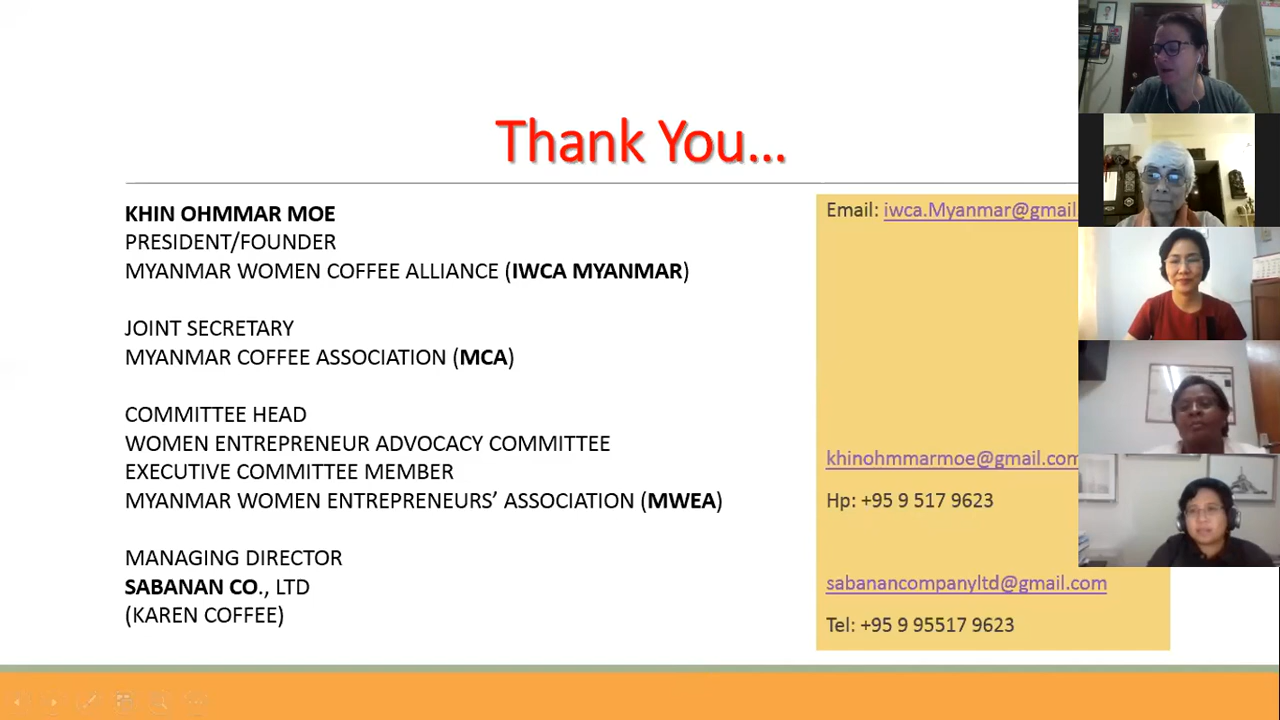 Thank You...
KHIN OHMMAR MOE
PRESIDENT/FOUNDER
MYANMAR WOMEN COFFEE ALLIANCE (IWCA MYANMAR)
JOINT SECRETARY
MYANMAR COFFEE ASSOCIATION (MCA)
COMMITTEE HEAD
WOMEN ENTREPRENEUR ADVOCACY COMMITTEE
EXECUTIVE COMMITTEE MEMBER
MYANMAR WOMEN ENTREPRENEURS’ ASSOCIATION (MWEA)
MANAGING DIRECTOR
SABANAN CO., LTD
(KAREN COFFEE)
Email: iwca.Myanmar@gmail
khinohmmarmoe@gmail.com
Hp: +95 9 517 9623
sabanancompanyltd@gmail.com
Tel: +95 9 95517 9623